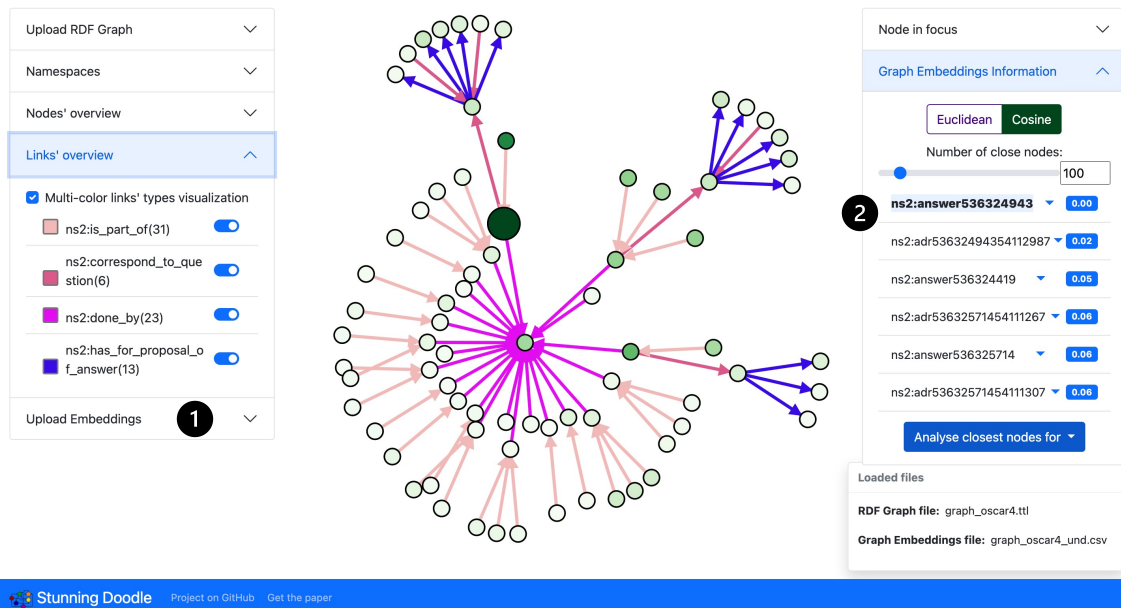 Upload RDF Graph
Namespaces
Nodes' overview
Links' overview
Multi-color links' types visualization
ns2:is_part_of(31)
ns2:correspond_to_que
stion(6)
ns2:done_by(23)
ns2:has_for_proposal_o
f_answer(13)
Upload Embeddings
1
Node in focus
Graph Embeddings Information
Euclidean
Cosine
Number of close nodes:
100
2
ns2:answer536324943 0.00
ns2:adr53632494354112987 0.02
ns2:answer536324419 0.05
ns2:adr53632571454111267 0.06
ns2:answer536325714 0.06
ns2:adr53632571454111307 0.06
Analyse closest nodes for
Loaded files
RDF Graph file: graph_oscar4.ttl
Graph Embeddings file: graph_oscar4_und.csv
Stunning Doodle Project on GitHub Get the paper